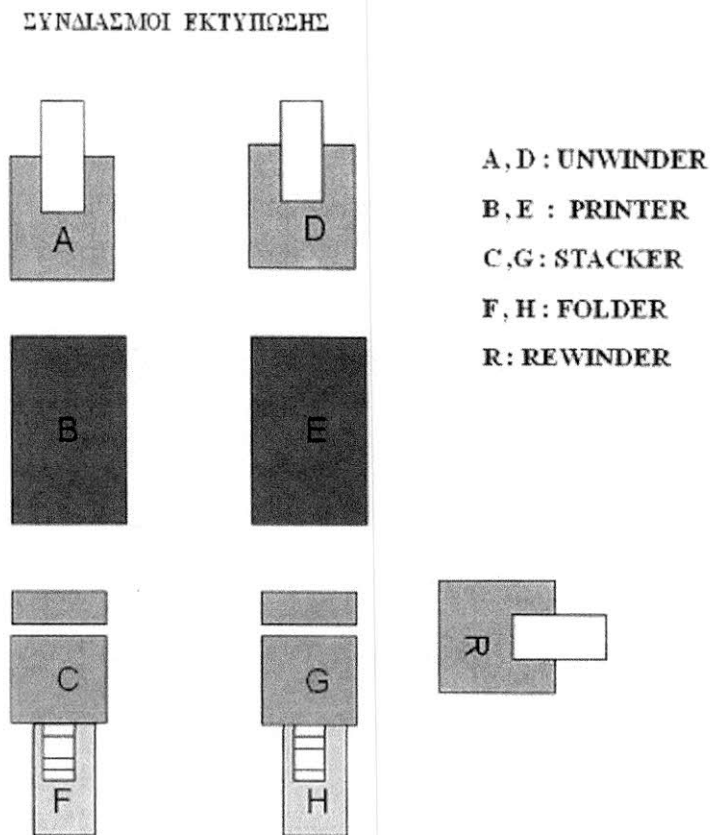 ΣΥΝΔΙΑΣΜΟΙ ΕΚΤΥΠΩΣΗΣ
A
D
A, D : UNWINDER
B, E : PRINTER
C,G : STACKER
F, H : FOLDER
R: REWINDER
B
E
C
G
R
F
H